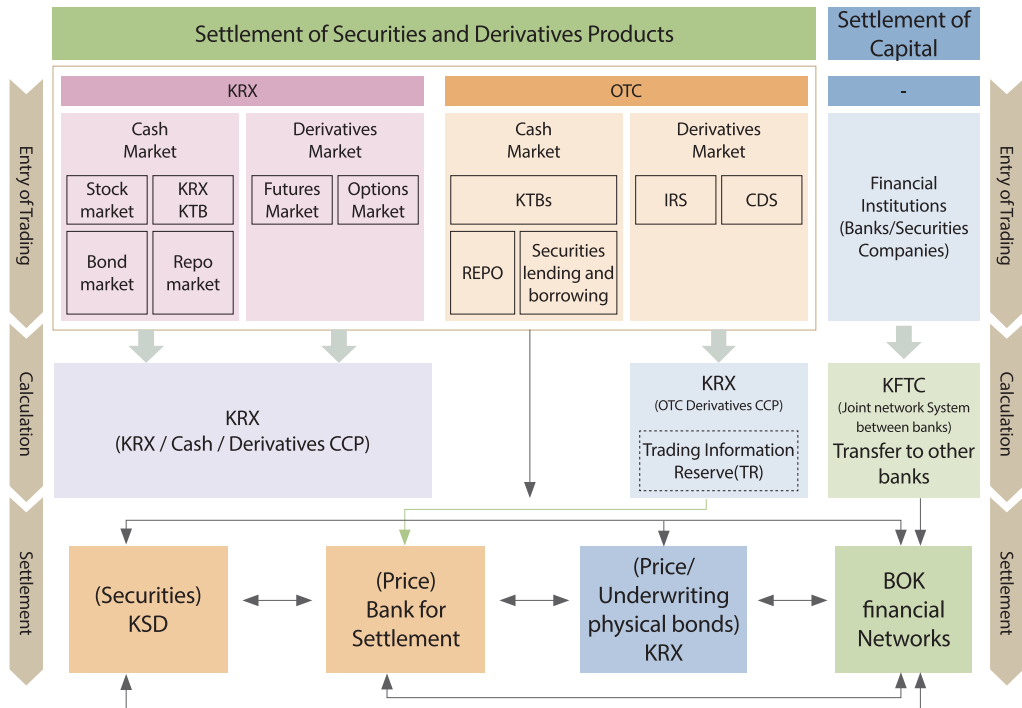 Settlement of Securities and Derivatives Products
Settlement of
Capital
KRX
OTC
-
Entry of Trading
Cash
Market
Derivatives
Market
Cash
Market
Derivatives
Market
Stock
market
KRX
KTB
Futures
Market
Options
Market
KTBs
IRS
CDS
Bond
market
Repo
market
REPO
Securities
lending and
borrowing
Financial
Institutions
(Banks/Securities
Companies)
Entry of Trading
Calculation
KRX
(KRX / Cash / Derivatives CCP)
KRX
(OTC Derivatives CCP)
Trading Information
Reserve(TR)
KFTC
(Joint network System
between banks)
Transfer to other
banks
Calculation
Settlement
(Securities)
KSD
(Price)
Bank for
Settlement
(Price/
Underwriting
physical bonds)
KRX
BOK
financial
Networks
Settlement